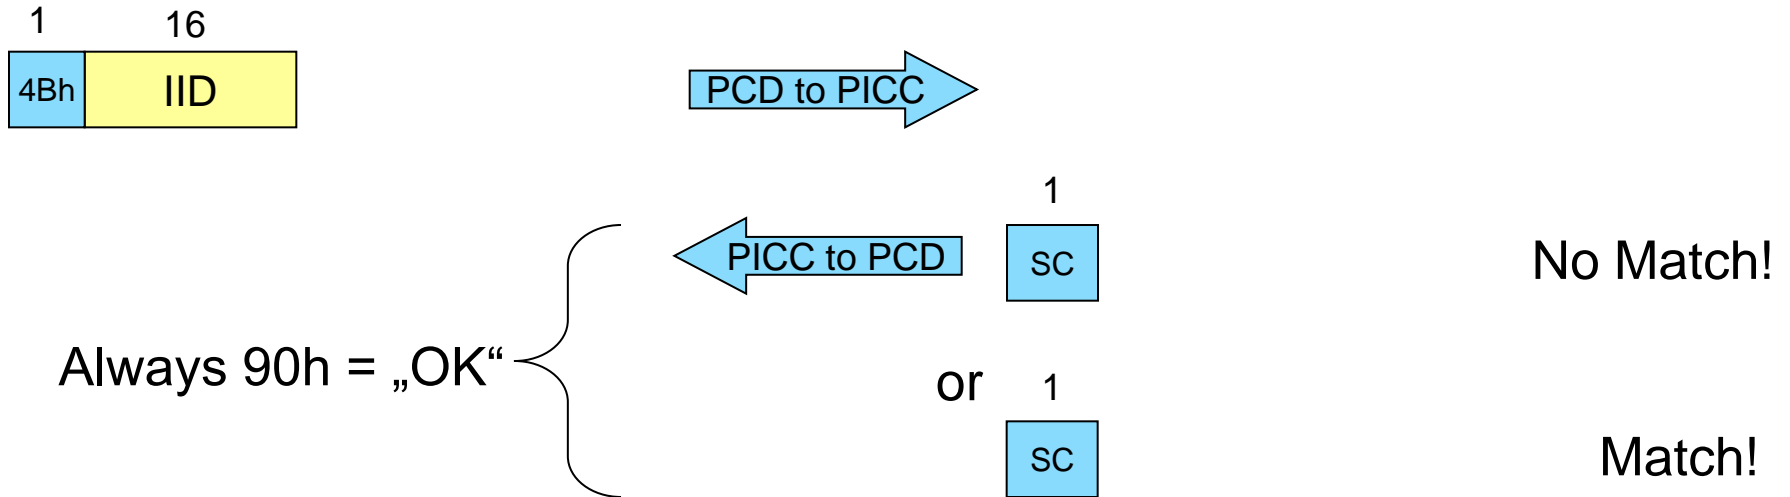 1 16
4Bh IID PCD to PICC
1
PICC to PCD SC No Match!
Always 90h = „OK“
or 1
SC Match!